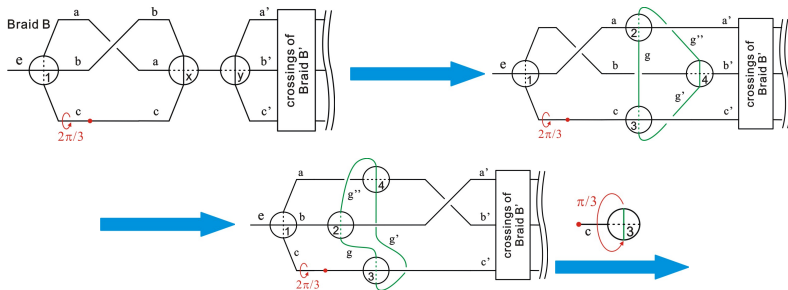 Braid B
a b a' 
e 1 b a x y b' 
c c c' 
2π/3
crossings of
Braid B'
a 2 g'' a'
e 1 b g 4 b'
c 3 g' c'
2π/3
crossings of
Braid B'
a g'' 4 a'
e 1 b 2 g g' b'
c 3 c'
2π/3
crossings of
Braid B'
π/3
c 3